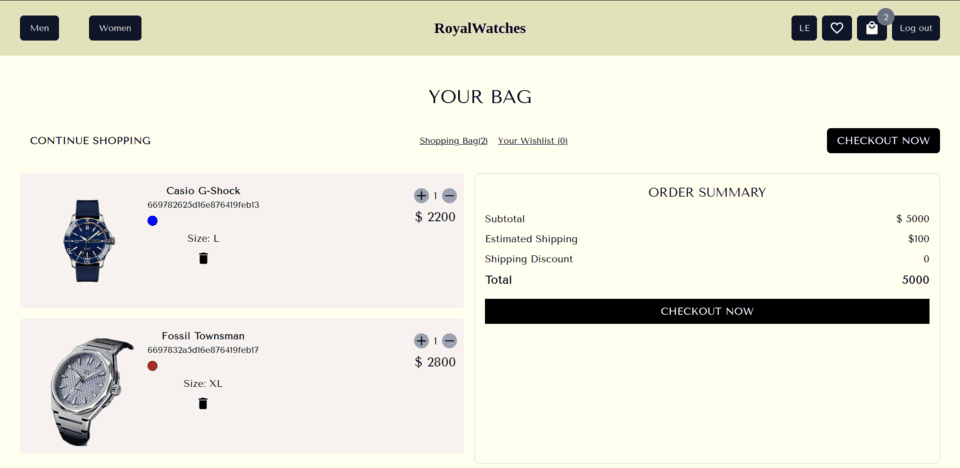 Men
Women
RoyalWatches
LE
2
Log out
YOUR BAG
CONTINUE SHOPPING
Shopping Bag(2)
Your Wishlist (0)
CHECKOUT NOW
Casio G-Shock
669782625d16e876419feb13
Size: L
1
$ 2200
Fossil Townsman
6697832a5d16e876419feb17
Size: XL
1
$ 2800
ORDER SUMMARY
Subtotal $ 5000
Estimated Shipping $100
Shipping Discount 0
Total 5000
CHECKOUT NOW